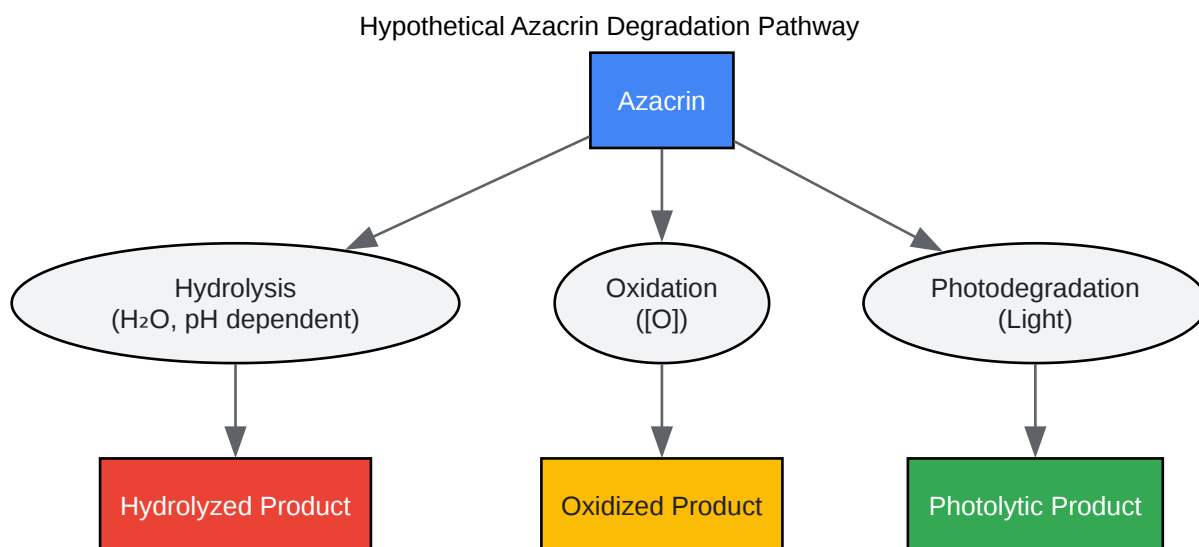 Hypothetical Azacrin Degradation Pathway
Azacrin
Hydrolysis
(H₂O, pH dependent)
Oxidation
([O])
Photodegradation
(Light)
Hydrolyzed Product
Oxidized Product
Photolytic Product